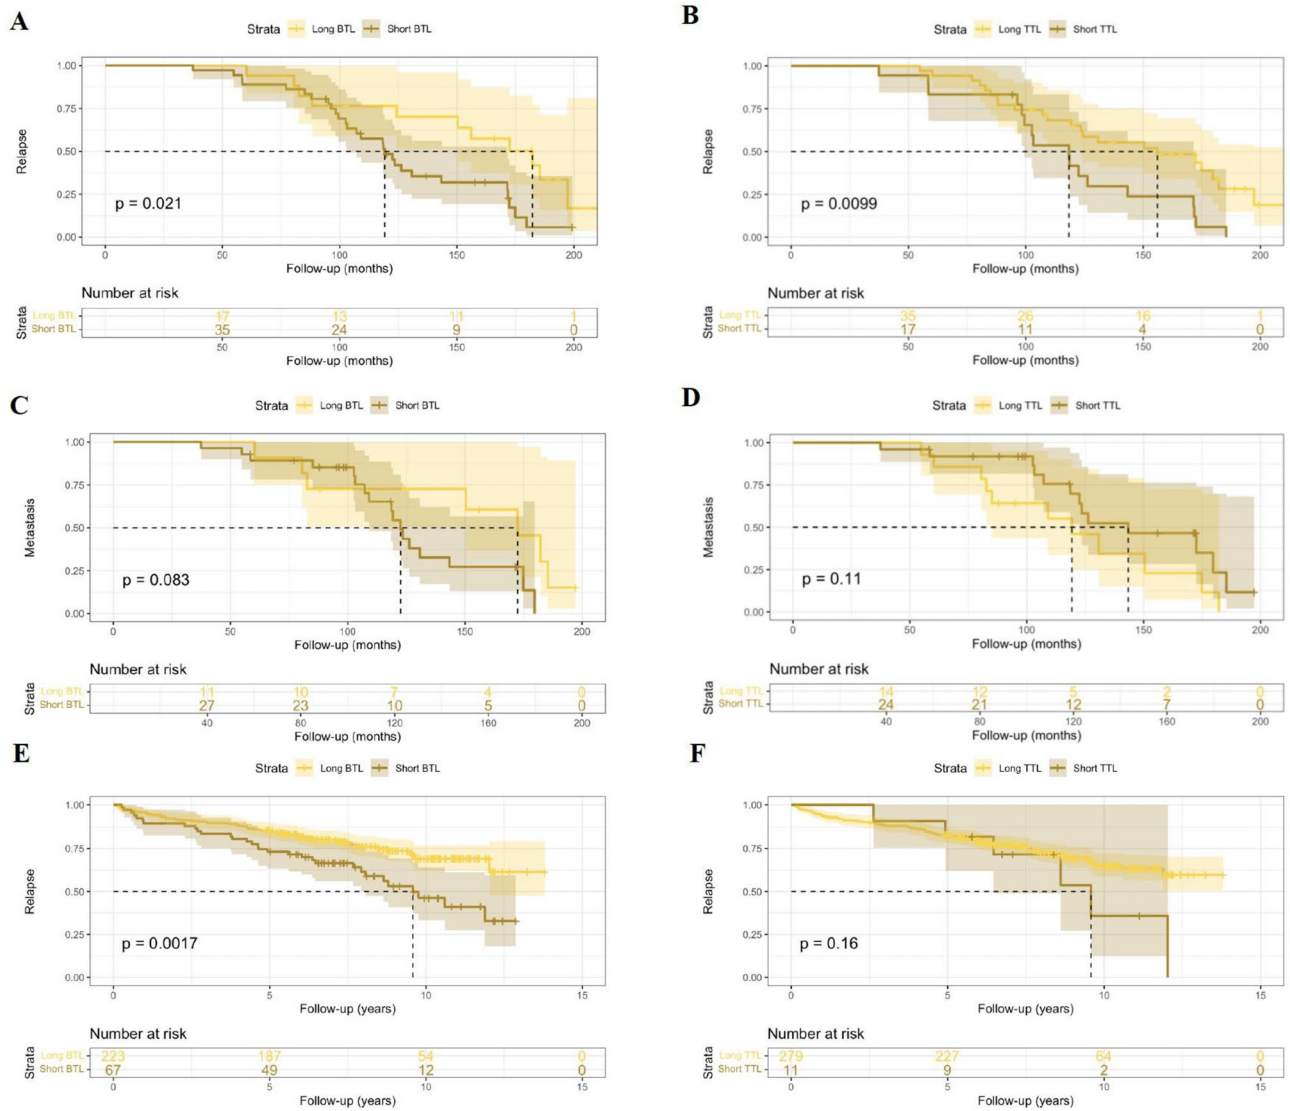 A
Strata Long BTL Short BTL
1.00
0.75
0.50
0.25
0.00
Relapse
p = 0.021
0 50 100 150 200
Follow-up (months)
Number at risk
Strata
Long BTL 17 13 11 1
Short BTL 35 24 9 0
50 100 150 200
Follow-up (months)
B
Strata Long TTL Short TTL
1.00
0.75
0.50
0.25
0.00
Relapse
p = 0.0099
0 50 100 150 200
Follow-up (months)
Number at risk
Strata
Long TTL 35 26 16 1
Short TTL 17 11 4 0
50 100 150 200
Follow-up (months)
C
Strata Long BTL Short BTL
1.00
0.75
0.50
0.25
0.00
Metastasis
p = 0.083
0 50 100 150 200
Follow-up (months)
Number at risk
Strata
Long BTL 11 10 7 4 0
Short BTL 27 23 10 5 0
40 80 120 160 200
Follow-up (months)
D
Strata Long TTL Short TTL
1.00
0.75
0.50
0.25
0.00
Metastasis
p = 0.11
0 50 100 150 200
Follow-up (months)
Number at risk
Strata
Long TTL 14 12 5 2 0
Short TTL 24 21 12 7 0
40 80 120 160 200
Follow-up (months)
E
Strata Long BTL Short BTL
1.00
0.75
0.50
0.25
0.00
Relapse
p = 0.0017
0 5 10 15
Follow-up (years)
Number at risk
Strata
Long BTL 223 187 54 0
Short BTL 67 49 12 0
0 5 10 15
Follow-up (years)
F
Strata Long TTL Short TTL
1.00
0.75
0.50
0.25
0.00
Relapse
p = 0.16
0 5 10 15
Follow-up (years)
Number at risk
Strata
Long TTL 279 227 64 0
Short TTL 11 9 2 0
0 5 10 15
Follow-up (years)